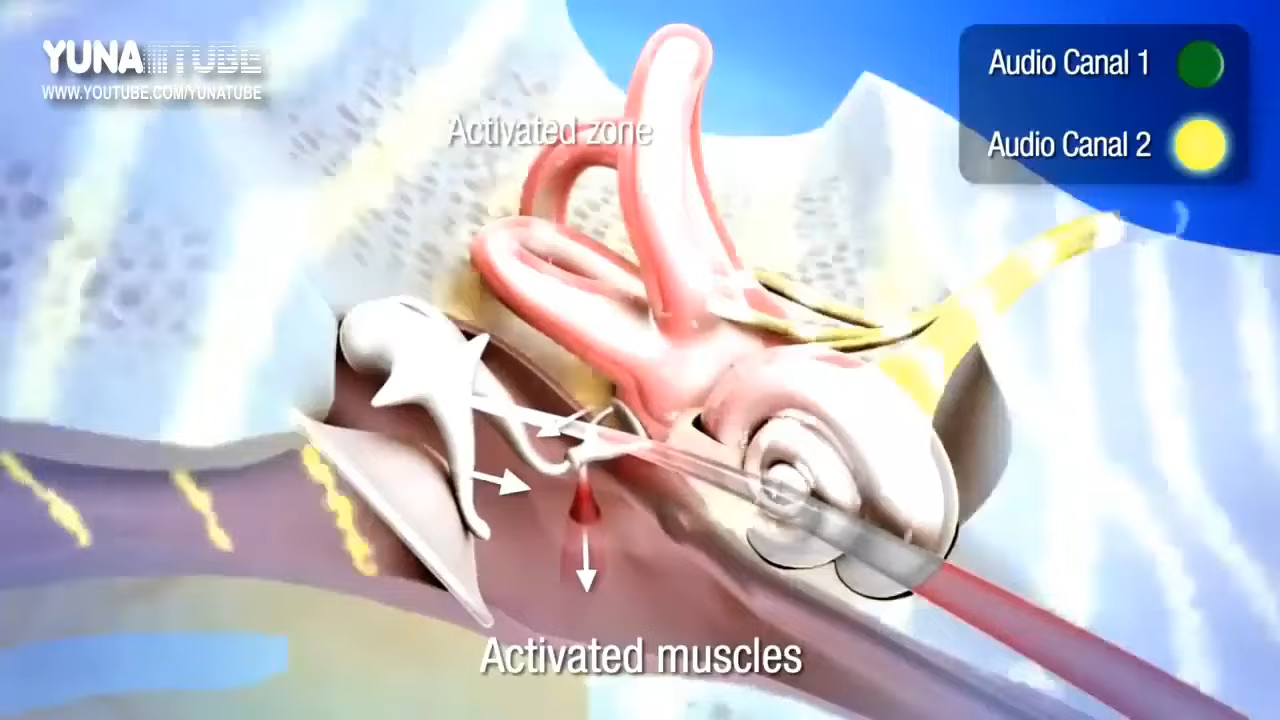 YUNATUBE
WWW.YOUTUBE.COM/YUNATUBE
Audio Canal 1
Activated zone
Audio Canal 2
Activated muscles